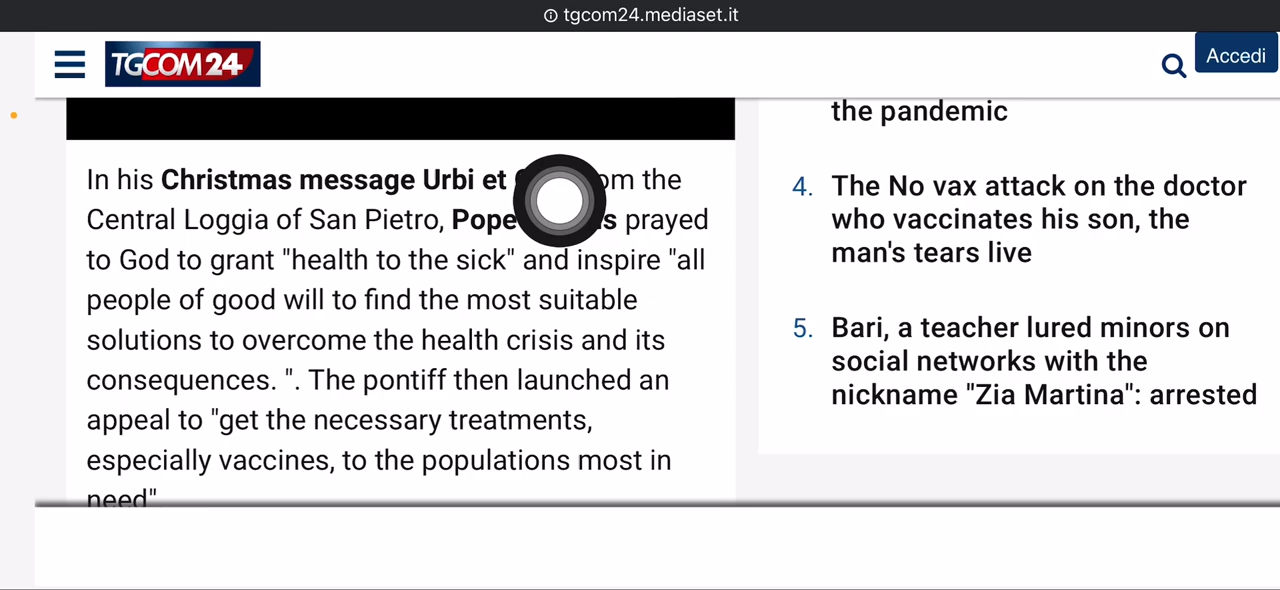 tgcom24.mediaset.it
TGCOM24
Accedi
In his Christmas message Urbi et the
Central Loggia of San Pietro, Pope prayed
to God to grant "health to the sick" and inspire "all
people of good will to find the most suitable
solutions to overcome the health crisis and its
consequences. ". The pontiff then launched an
appeal to "get the necessary treatments,
especially vaccines, to the populations most in
need"
the pandemic
4. The No vax attack on the doctor
who vaccinates his son, the
man's tears live
5. Bari, a teacher lured minors on
social networks with the
nickname "Zia Martina": arrested